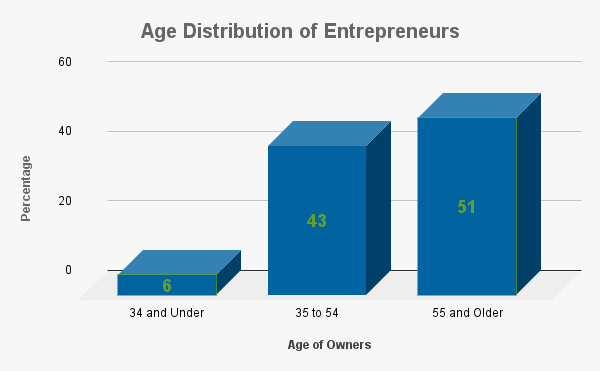 Age Distribution of Entrepreneurs
60
40
20
0
Percentage
6
43
51
34 and Under
35 to 54
55 and Older
Age of Owners